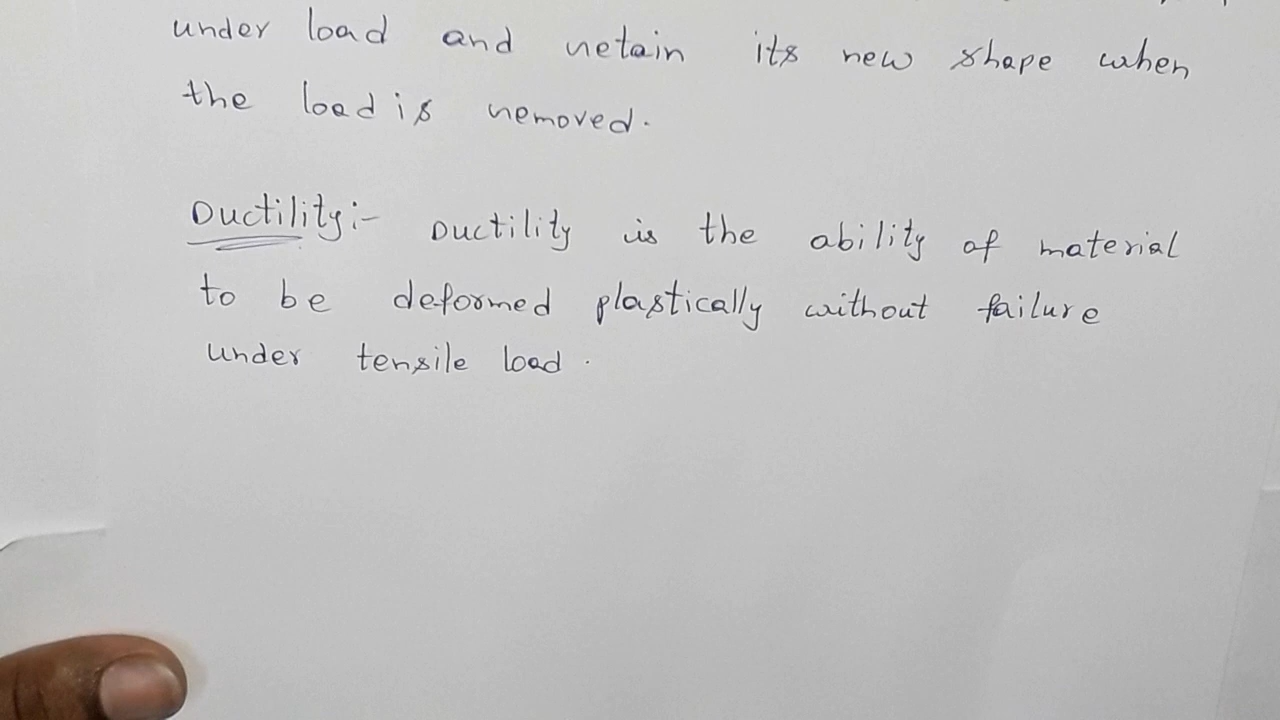 under load and retain its new shape when
the load is removed.
Ductility:- Ductility is the ability of material
to be deformed plastically without failure
under tensile load.